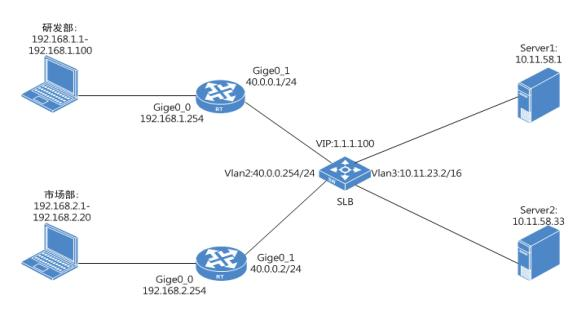 研发部:
192.168.1.1-
192.168.1.100
Gige0_1
40.0.0.1/24
Gige0_0
192.168.1.254
RT
Server1:
10.11.58.1
VIP:1.1.1.100
Vlan2:40.0.0.254/24
Vlan3:10.11.23.2/16
SLB
市场部:
192.168.2.1-
192.168.2.20
Gige0_1
40.0.0.2/24
Gige0_0
192.168.2.254
RT
Server2:
10.11.58.33